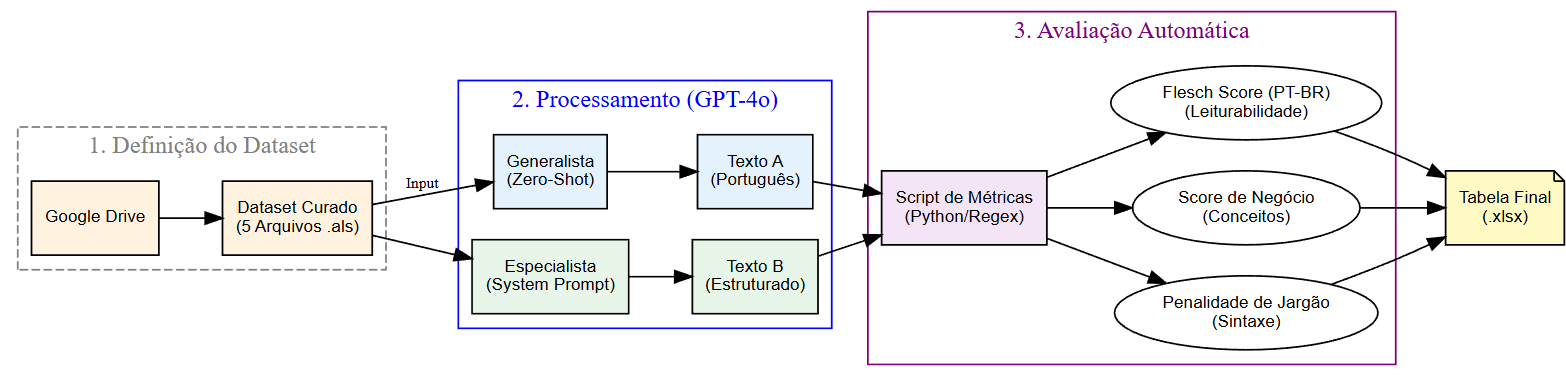 1. Definição do Dataset
Google Drive
Dataset Curado
(5 Arquivos .als)
Input
2. Processamento (GPT-4o)
Generalista
(Zero-Shot)
Texto A
(Português)
Especialista
(System Prompt)
Texto B
(Estruturado)
3. Avaliação Automática
Script de Métricas
(Python/Regex)
Flesch Score (PT-BR)
(Leiturabilidade)
Score de Negócio
(Conceitos)
Penalidade de Jargão
(Sintaxe)
Tabela Final
(.xlsx)